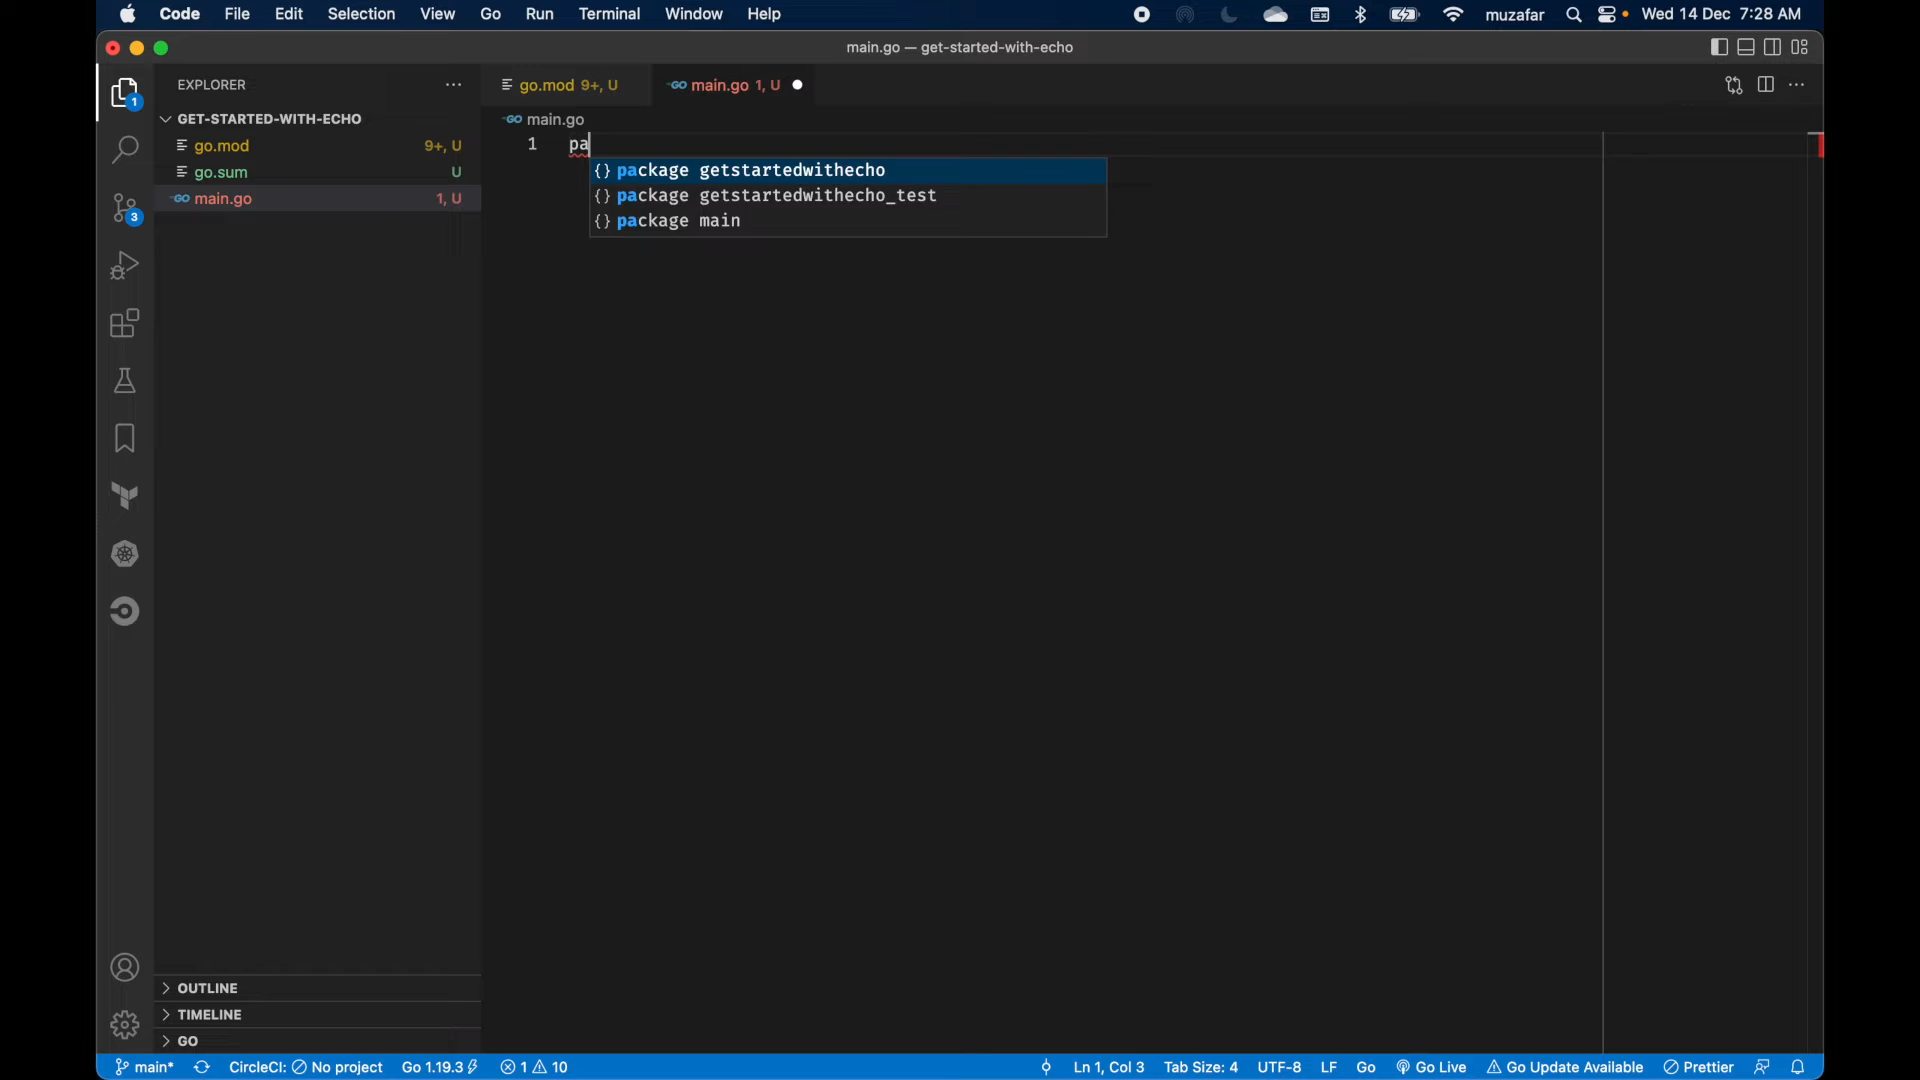 Code File Edit Selection View Go Run Terminal Window Help muzafar Wed 14 Dec 7:28 AM
main.go — get-started-with-echo
EXPLORER
go.mod 9+, U
main.go 1, U
GET-STARTED-WITH-ECHO
main.go
go.mod 9+, U
go.sum U
main.go 1, U
1 pa
{} package getstartedwithecho
{} package getstartedwithecho_test
{} package main
1
3
OUTLINE
TIMELINE
GO
main* CircleCI: No project Go 1.19.3 1 10 Ln 1, Col 3 Tab Size: 4 UTF-8 LF Go Go Live Go Update Available Prettier